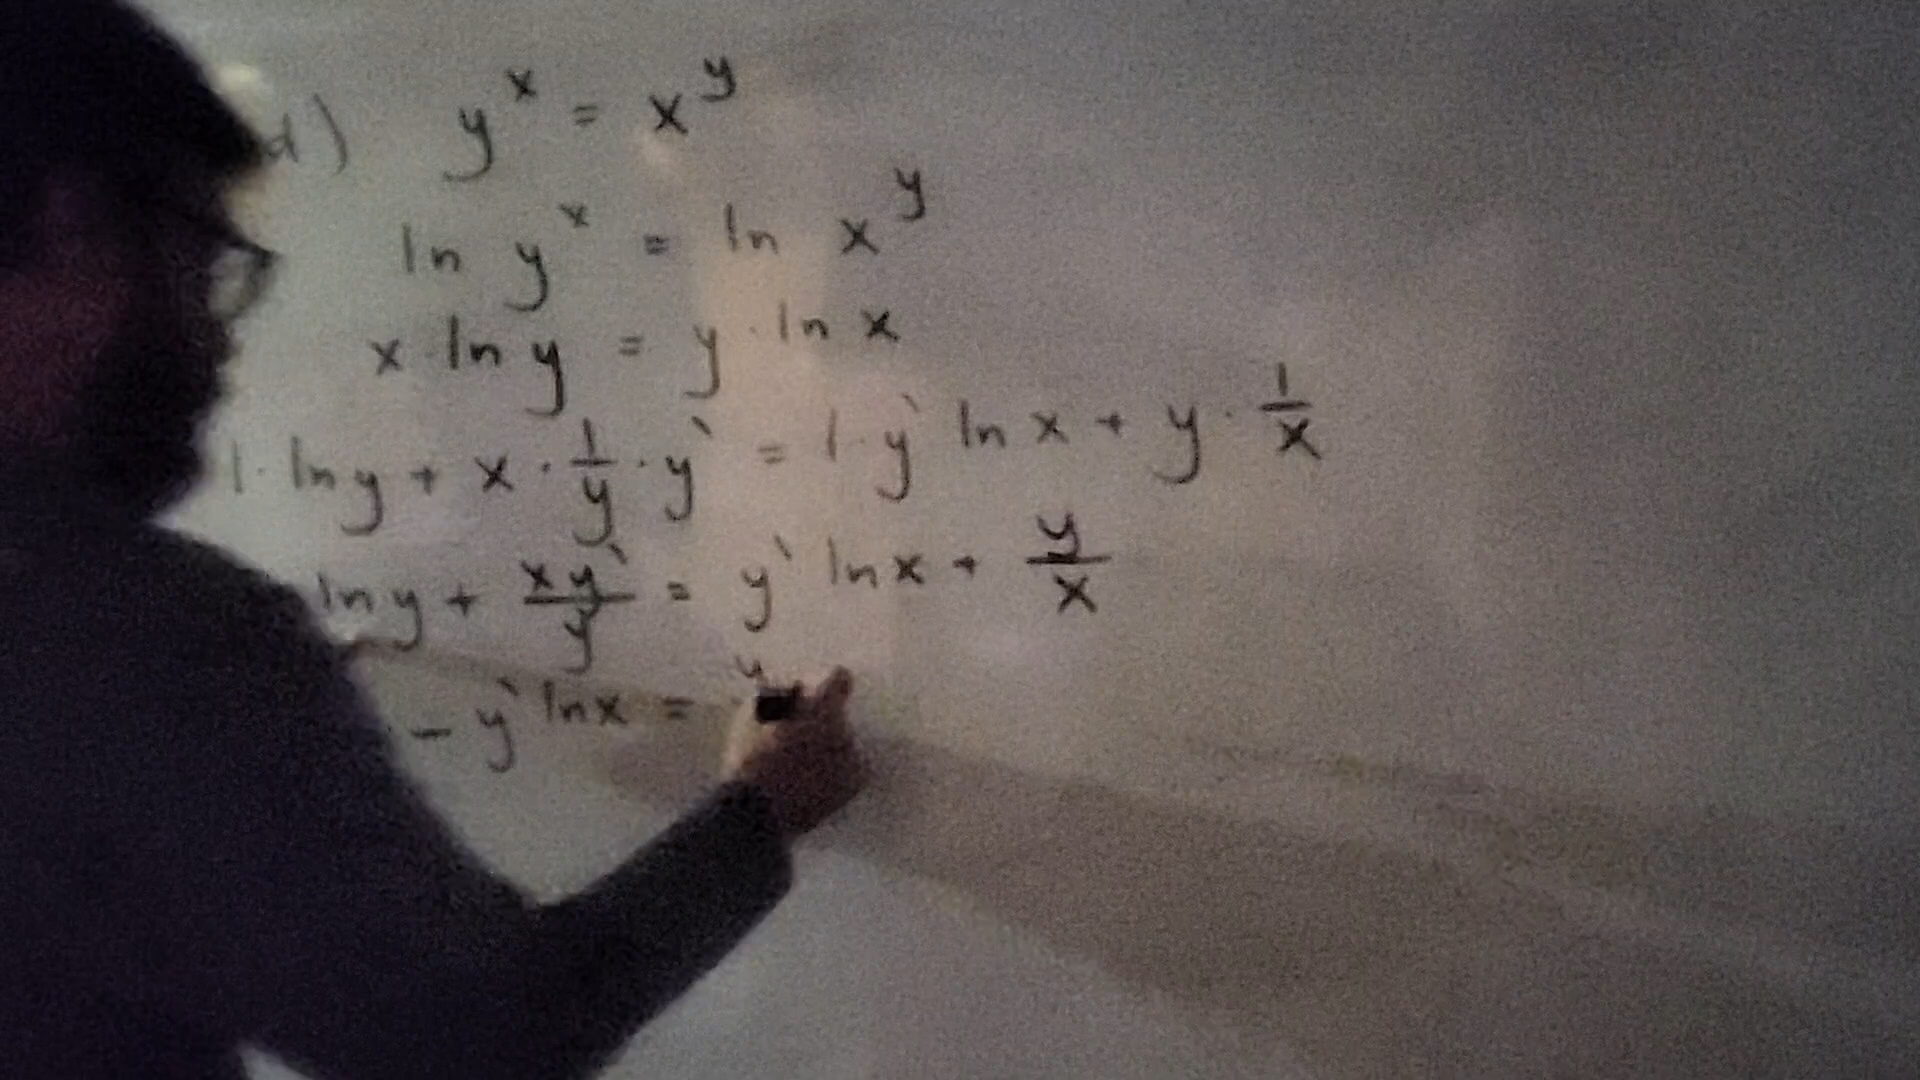 d) y^x = x^y
ln y^x = ln x^y
x ln y = y · ln x
1 · ln y + x · 1/y · y` = 1 · y` ln x + y · 1/x
ln y + xy`/y = y` ln x + y/x
- y` ln x = y